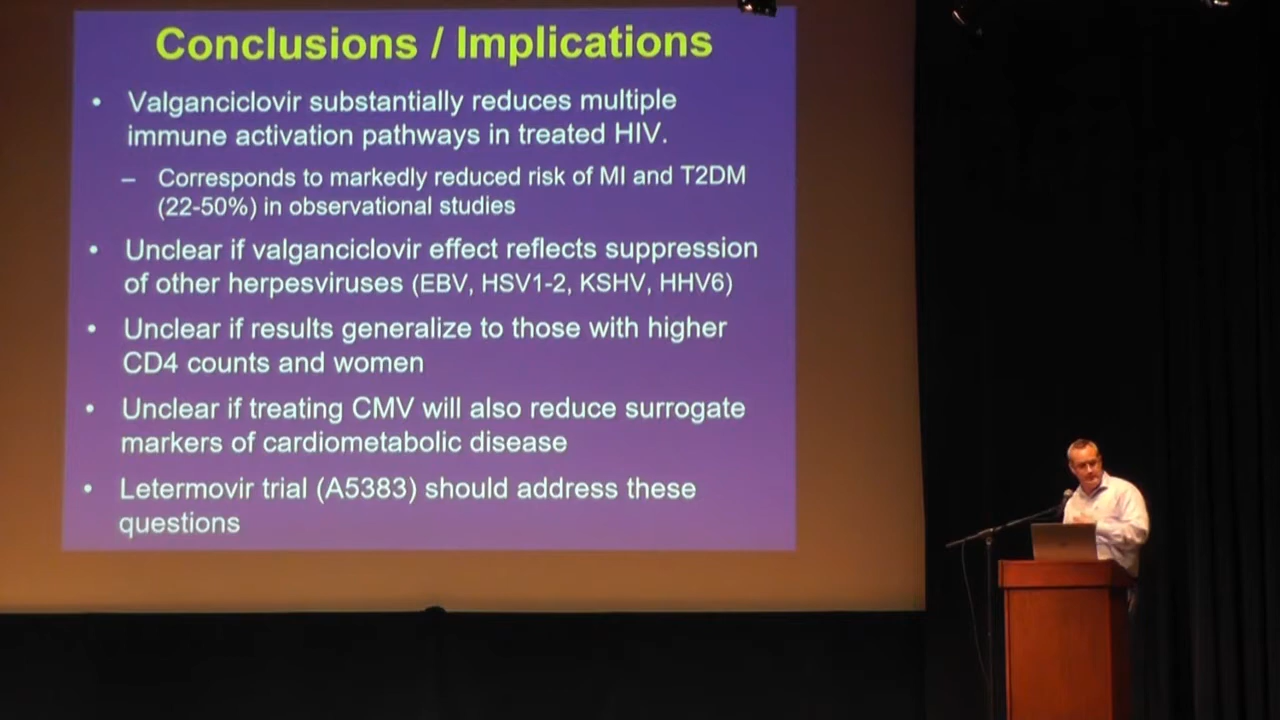 Conclusions / Implications
• Valganciclovir substantially reduces multiple
immune activation pathways in treated HIV.
– Corresponds to markedly reduced risk of MI and T2DM
(22-50%) in observational studies
• Unclear if valganciclovir effect reflects suppression
of other herpesviruses (EBV, HSV1-2, KSHV, HHV6)
• Unclear if results generalize to those with higher
CD4 counts and women
• Unclear if treating CMV will also reduce surrogate
markers of cardiometabolic disease
• Letermovir trial (A5383) should address these
questions